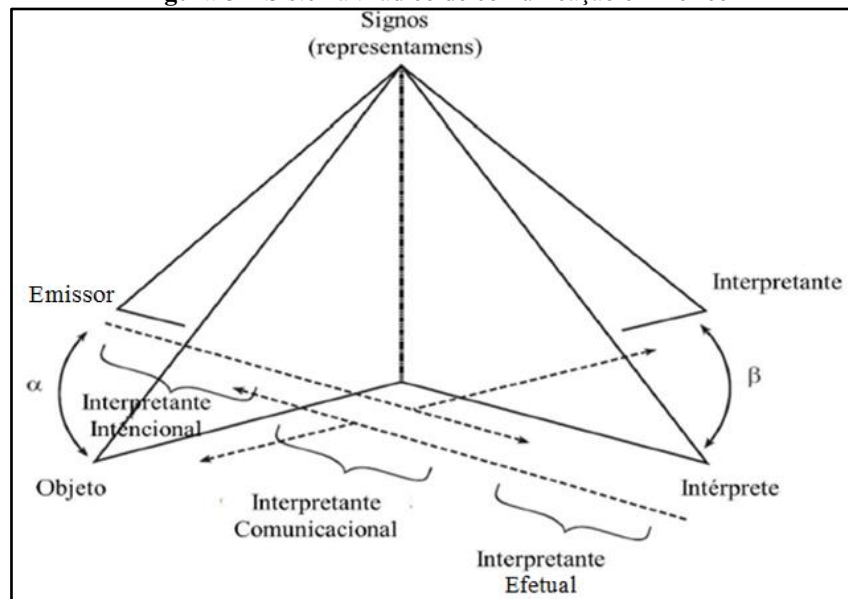 Signos
(representamens)
Emissor
Interpretante
α
β
Interpretante
Intencional
Objeto
Intérprete
Interpretante
Comunicacional
Interpretante
Efetual